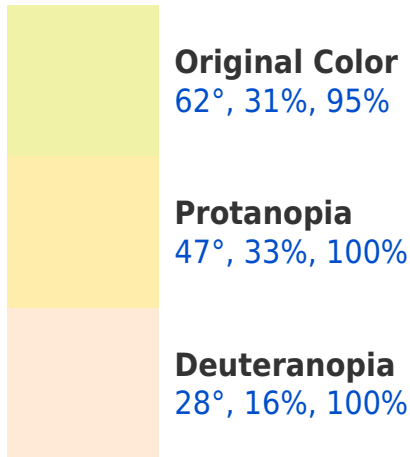 Original Color
62°, 31%, 95%
Protanopia
47°, 33%, 100%
Deuteranopia
28°, 16%, 100%